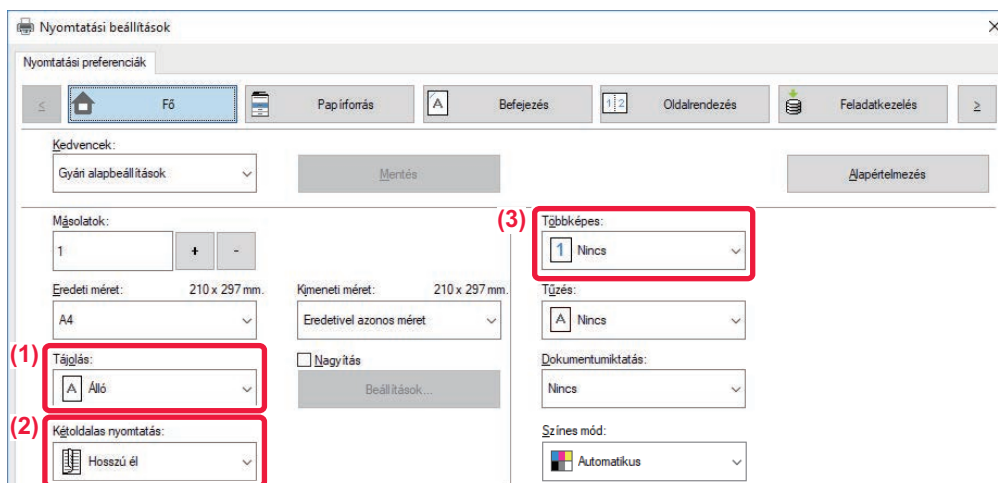 Nyomtatási beállítások
Nyomtatási preferenciák
≤ Fő Papírforrás Befejezés Oldalrendezés Feladatkezelés ≥
Kedvencek:
Gyári alapbeállítások Mentés Alapértelmezés
Másolatok: (3) Többképes:
1 + - 1 Nincs
Eredeti méret: 210 x 297 mm. Kimeneti méret: 210 x 297 mm. Tűzés:
A4 Eredetivel azonos méret A Nincs
(1) Tájolás: Nagyítás Dokumentumiktatás:
A Álló Beállítások... Nincs
(2) Kétoldalas nyomtatás: Színes mód:
Hosszú él Automatikus